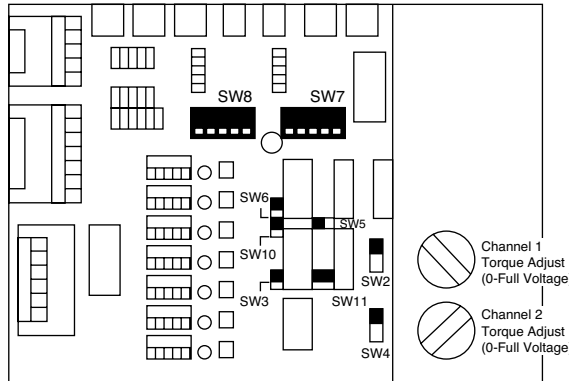 SW8
SW7
SW6
SW5
SW10
SW2
SW3
SW11
SW4
Channel 1
Torque Adjust
(0-Full Voltage
Channel 2
Torque Adjust
(0-Full Voltage